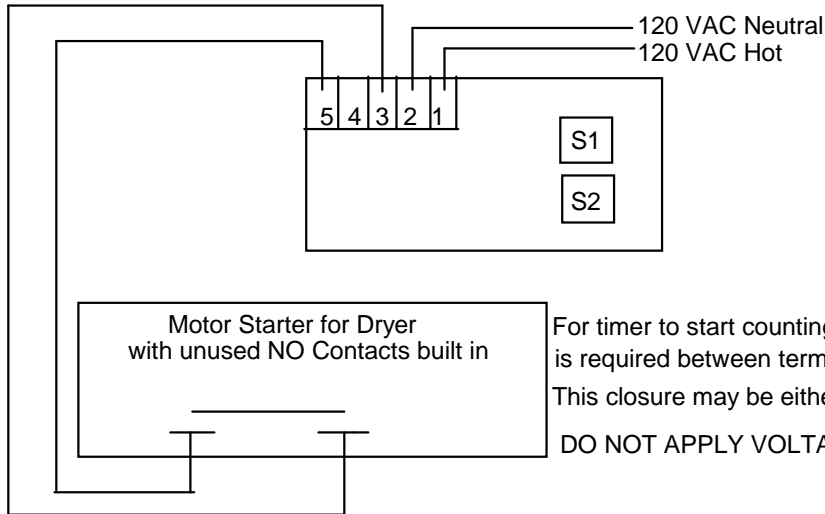 120 VAC Neutral
120 VAC Hot
5 4 3 2 1
S1
S2
Motor Starter for Dryer
with unused NO Contacts built in
For timer to start counting
is required between term
This closure may be eithe
DO NOT APPLY VOLTA